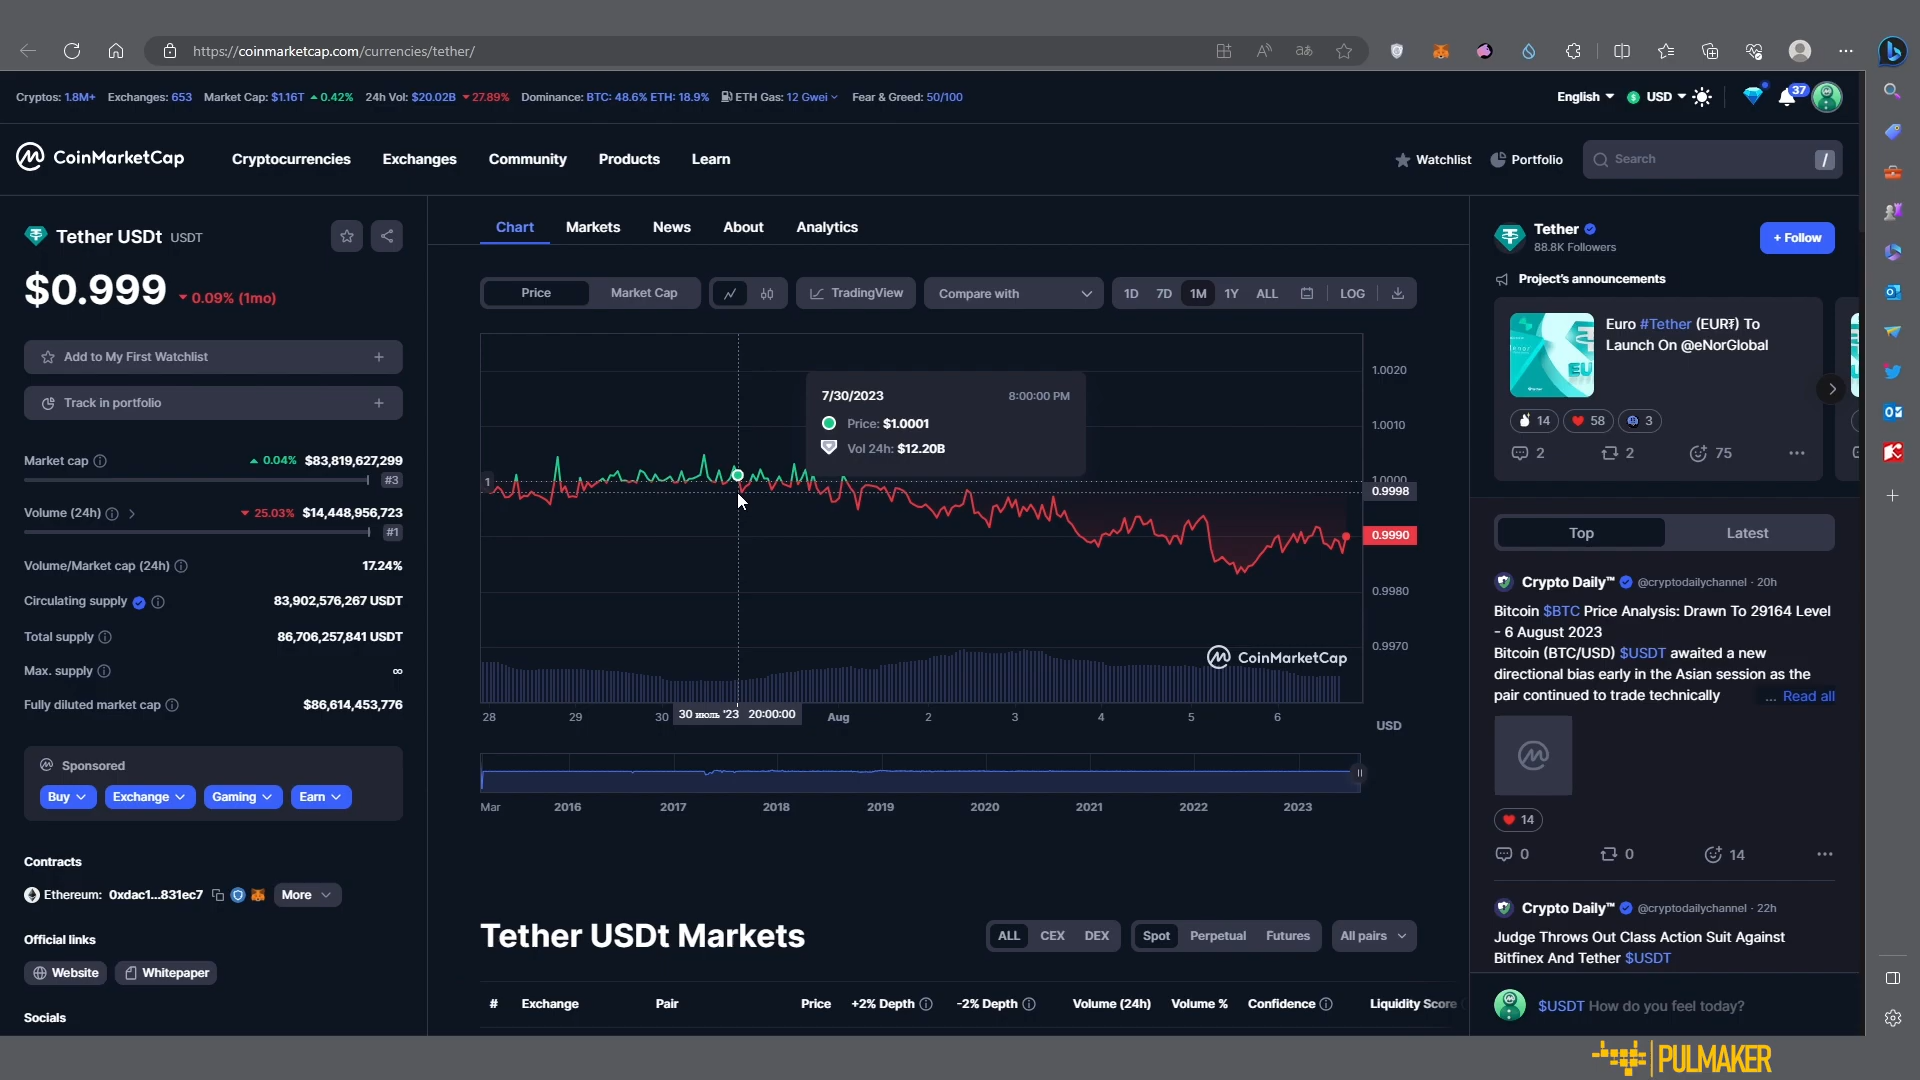 https://coinmarketcap.com/currencies/tether/
Cryptos: 1.8M+ Exchanges: 653 Market Cap: $1.16T 0.42% 24h Vol: $20.02B 27.89% Dominance: BTC: 48.6% ETH: 18.9% ETH Gas: 12 Gwei Fear & Greed: 50/100
English USD 37
CoinMarketCap Cryptocurrencies Exchanges Community Products Learn Watchlist Portfolio Search /
Tether USDt USDT
$0.999 0.09% (1mo)
Add to My First Watchlist +
Track in portfolio +
Market cap 0.04% $83,819,627,299
#3
Volume (24h) 25.03% $14,448,956,723
#1
Volume/Market cap (24h) 17.24%
Circulating supply 83,902,576,267 USDT
Total supply 86,706,257,841 USDT
Max. supply ∞
Fully diluted market cap $86,614,453,776
Sponsored
Buy Exchange Gaming Earn
Contracts
Ethereum: 0xdac1...831ec7 More
Official links
Website Whitepaper
Socials
Chart Markets News About Analytics
Price Market Cap TradingView Compare with 1D 7D 1M 1Y ALL LOG
7/30/2023 8:00:00 PM
Price: $1.0001
Vol 24h: $12.20B
1.0020
1.0010
1.0000
0.9998
0.9990
0.9980
0.9970
1
CoinMarketCap
28 29 30 30 июль '23 20:00:00 Aug 2 3 4 5 6
USD
Mar 2016 2017 2018 2019 2020 2021 2022 2023
Tether USDt Markets ALL CEX DEX Spot Perpetual Futures All pairs
# Exchange Pair Price +2% Depth -2% Depth Volume (24h) Volume % Confidence Liquidity Score
Tether
88.8K Followers
+ Follow
Project's announcements
Euro #Tether (EUR₮) To
Launch On @eNorGlobal
14 58 3
2 2 75
Top Latest
Crypto Daily™ @cryptodailychannel · 20h
Bitcoin $BTC Price Analysis: Drawn To 29164 Level
- 6 August 2023
Bitcoin (BTC/USD) $USDT awaited a new
directional bias early in the Asian session as the
pair continued to trade technically ... Read all
14
0 0 14
Crypto Daily™ @cryptodailychannel · 22h
Judge Throws Out Class Action Suit Against
Bitfinex And Tether $USDT
$USDT How do you feel today?
PULMAKER